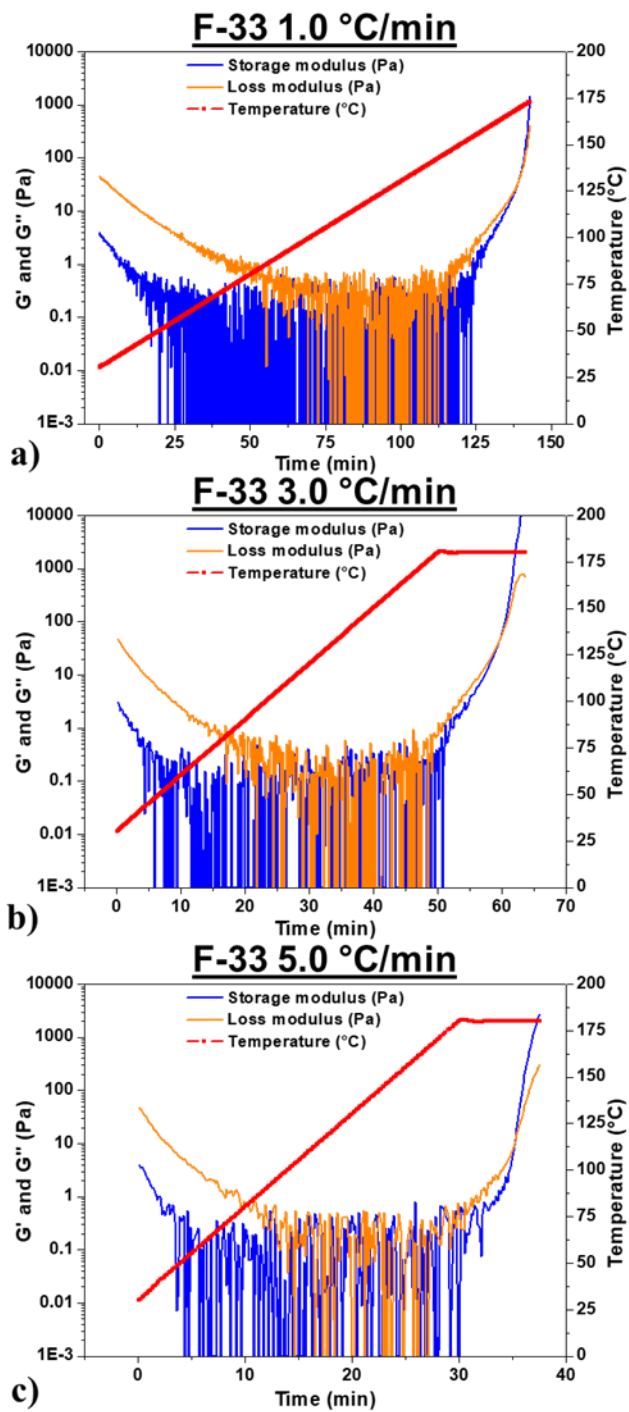 F-33 1.0 °C/min
Storage modulus (Pa)
Loss modulus (Pa)
Temperature (°C)
G' and G'' (Pa)
10000
1000
100
10
1
0.1
0.01
1E-3
200
175
150
125
100
75
50
25
0
Temperature (°C)
0 25 50 75 100 125 150
Time (min)
a)
F-33 3.0 °C/min
Storage modulus (Pa)
Loss modulus (Pa)
Temperature (°C)
G' and G'' (Pa)
10000
1000
100
10
1
0.1
0.01
1E-3
200
175
150
125
100
75
50
25
0
Temperature (°C)
0 10 20 30 40 50 60 70
Time (min)
b)
F-33 5.0 °C/min
Storage modulus (Pa)
Loss modulus (Pa)
Temperature (°C)
G' and G'' (Pa)
10000
1000
100
10
1
0.1
0.01
1E-3
200
175
150
125
100
75
50
25
0
Temperature (°C)
0 10 20 30 40
Time (min)
c)